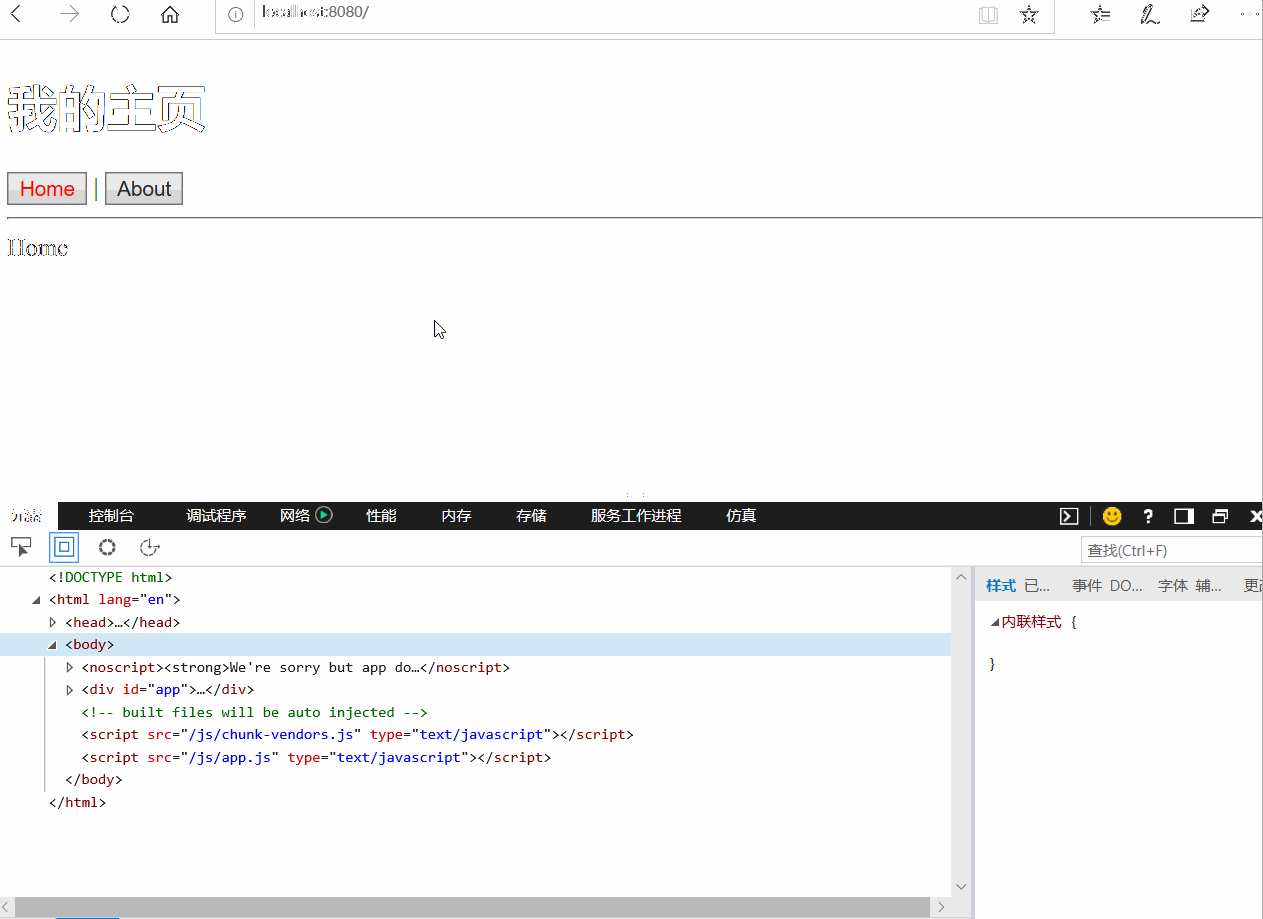 localhost:8080/
我的主页
Home | About
Home
元素 控制台 调试程序 网络 性能 内存 存储 服务工作进程 仿真
查找(Ctrl+F)
<!DOCTYPE html>
<html lang="en">
<head>…</head>
<body>
<noscript><strong>We're sorry but app do…</noscript>
<div id="app">…</div>
<!-- built files will be auto injected -->
<script src="/js/chunk-vendors.js" type="text/javascript"></script>
<script src="/js/app.js" type="text/javascript"></script>
</body>
</html>
样式 已... 事件 DO... 字体 辅... 更
内联样式 {
}